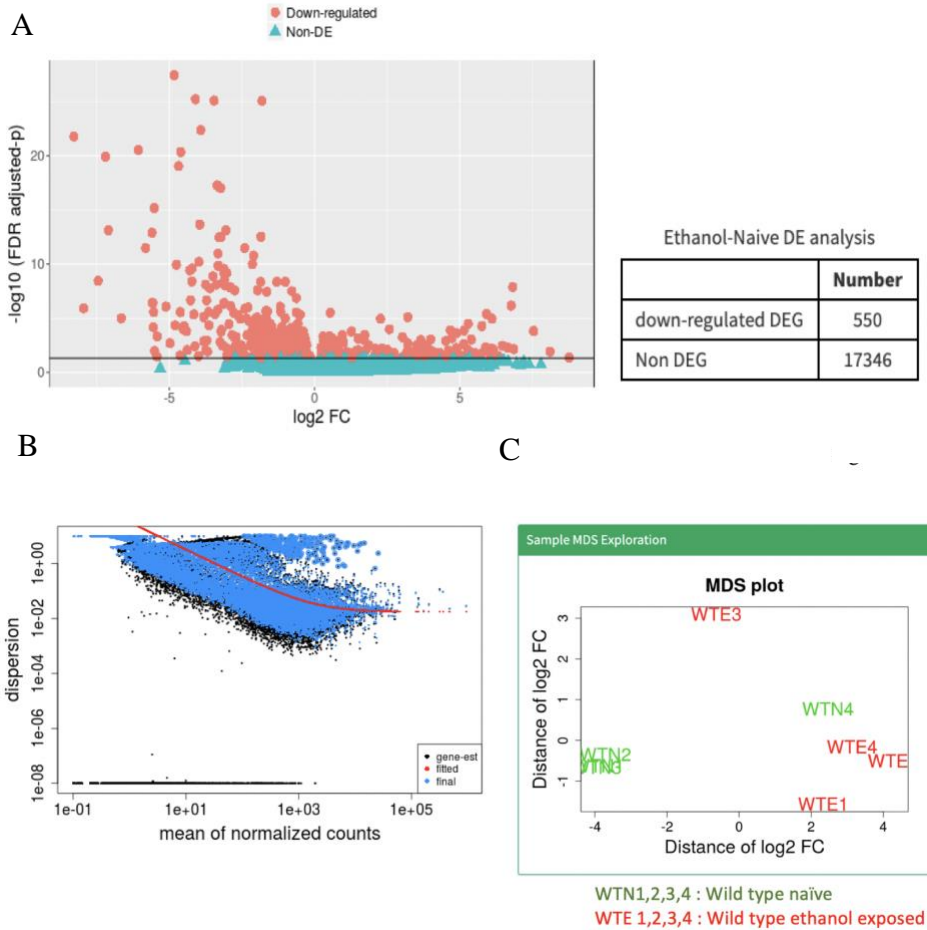 A
Down-regulated
Non-DE
-log10 (FDR adjusted-p)
20
10
0
-5
0
5
log2 FC
Ethanol-Naive DE analysis
Number
down-regulated DEG 550
Non DEG 17346
B
dispersion
1e+00
1e-02
1e-04
1e-06
1e-08
gene-est
fitted
final
1e-01 1e+01 1e+03 1e+05
mean of normalized counts
C
Sample MDS Exploration
MDS plot
Distance of log2 FC
3
2
1
0
-1
WTE3
WTN4
WTN2
WTE4
WTE
WTE1
-4 -2 0 2 4
Distance of log2 FC
WTN1,2,3,4 : Wild type naïve
WTE 1,2,3,4 : Wild type ethanol exposed